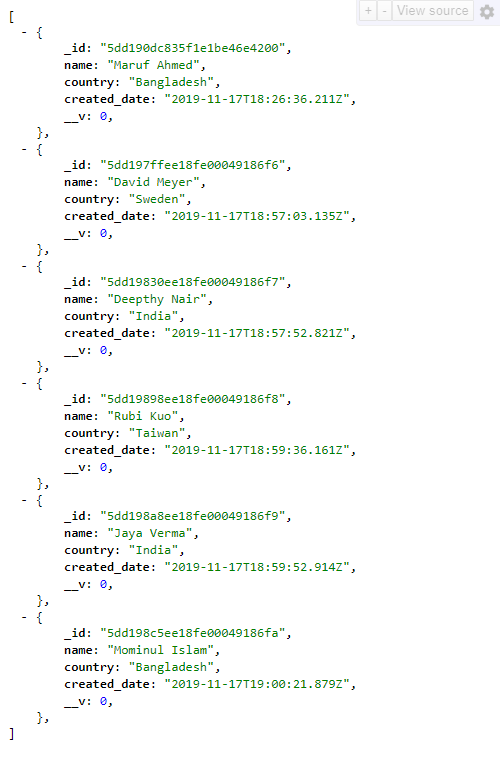 + - View source
[
- {
_id: "5dd190dc835f1e1be46e4200",
name: "Maruf Ahmed",
country: "Bangladesh",
created_date: "2019-11-17T18:26:36.211Z",
__v: 0,
},
- {
_id: "5dd197ffee18fe00049186f6",
name: "David Meyer",
country: "Sweden",
created_date: "2019-11-17T18:57:03.135Z",
__v: 0,
},
- {
_id: "5dd19830ee18fe00049186f7",
name: "Deepthy Nair",
country: "India",
created_date: "2019-11-17T18:57:52.821Z",
__v: 0,
},
- {
_id: "5dd19898ee18fe00049186f8",
name: "Rubi Kuo",
country: "Taiwan",
created_date: "2019-11-17T18:59:36.161Z",
__v: 0,
},
- {
_id: "5dd198a8ee18fe00049186f9",
name: "Jaya Verma",
country: "India",
created_date: "2019-11-17T18:59:52.914Z",
__v: 0,
},
- {
_id: "5dd198c5ee18fe00049186fa",
name: "Mominul Islam",
country: "Bangladesh",
created_date: "2019-11-17T19:00:21.879Z",
__v: 0,
},
]